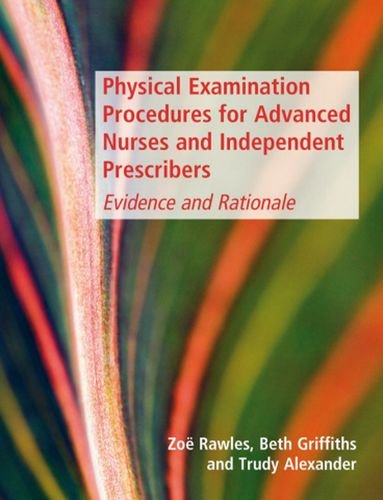 Physical Examination
Procedures for Advanced
Nurses and Independent
Prescribers
Evidence and Rationale
Zoë Rawles, Beth Griffiths
and Trudy Alexander